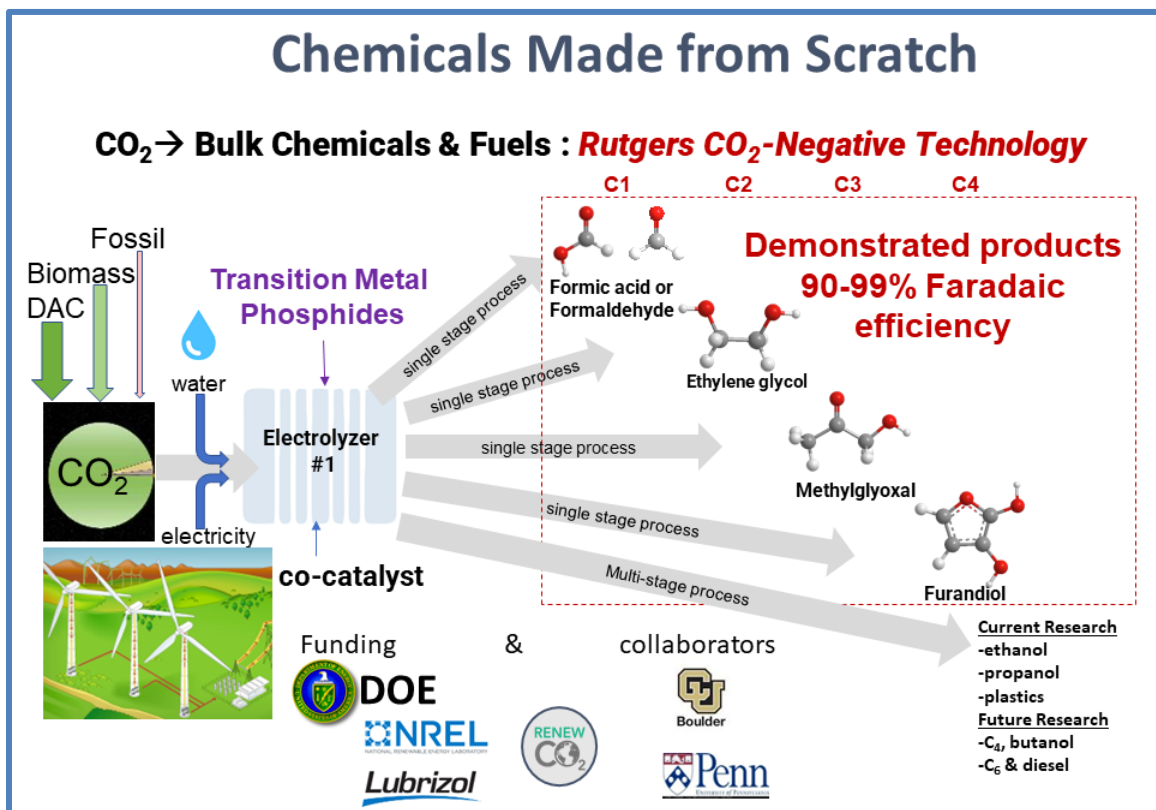 Chemicals Made from Scratch
CO₂→ Bulk Chemicals & Fuels : Rutgers CO₂-Negative Technology
C1 C2 C3 C4
Fossil
Biomass
DAC
water
CO₂
electricity
Transition Metal
Phosphides
Electrolyzer
#1
co-catalyst
single stage process
single stage process
single stage process
single stage process
Multi-stage process
Demonstrated products
90-99% Faradaic
efficiency
Formic acid or
Formaldehyde
Ethylene glycol
Methylglyoxal
Furandiol
Current Research
-ethanol
-propanol
-plastics
Future Research
-C₄, butanol
-C₆ & diesel
Funding & collaborators
DOE
NREL
NATIONAL RENEWABLE ENERGY LABORATORY
Lubrizol
RENEW
CO₂
CU
Boulder
Penn
UNIVERSITY OF PENNSYLVANIA